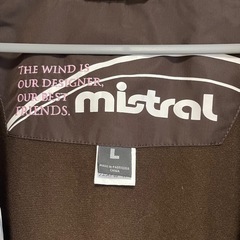 THE WIND IS
OUR DESIGNER,
OUR BEST
FRIENDS.
mistral
L